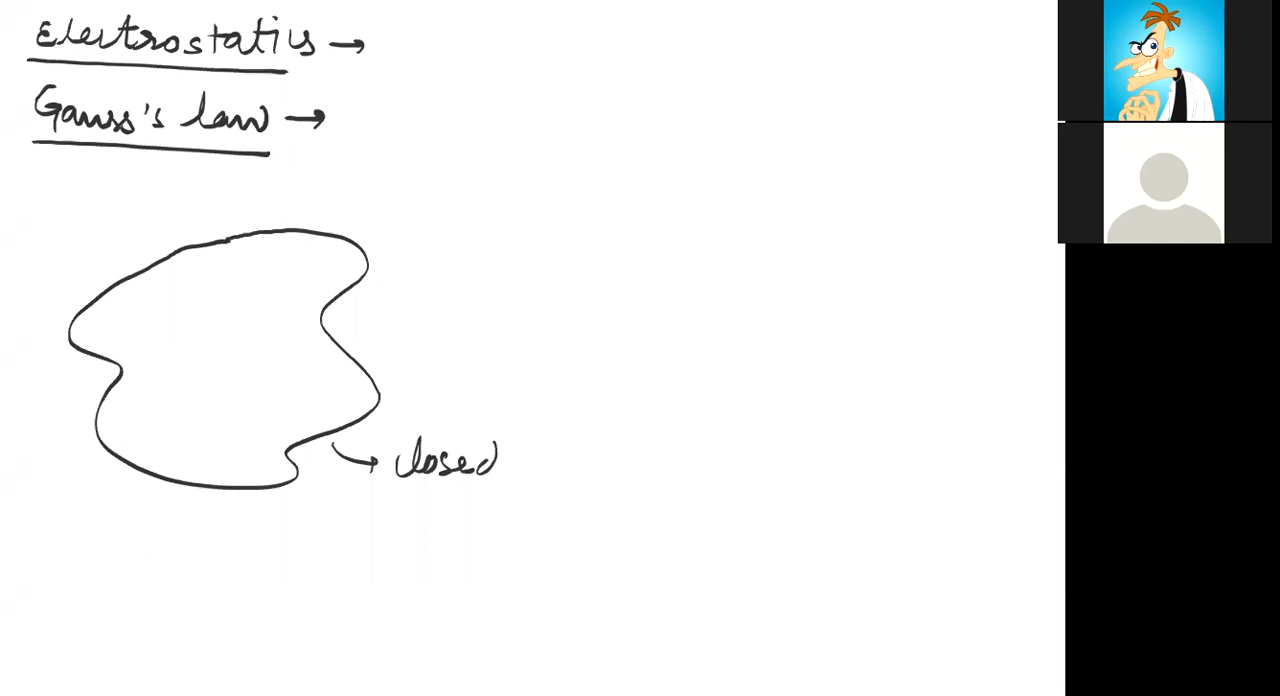 Electrostatics →
Gauss's law →
closed